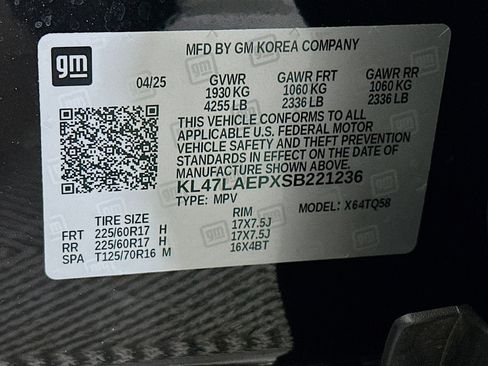 gm
MFD BY GM KOREA COMPANY
04/25 GVWR GAWR FRT GAWR RR
1930 KG 1060 KG 1060 KG
4255 LB 2336 LB 2336 LB
THIS VEHICLE CONFORMS TO ALL
APPLICABLE U.S. FEDERAL MOTOR
VEHICLE SAFETY AND THEFT PREVENTION
STANDARDS IN EFFECT ON THE DATE OF
MANUFACTURE SHOWN ABOVE.
KL47LAEPXSB221236
TYPE: MPV MODEL: X64TQ58
TIRE SIZE RIM
FRT 225/60R17 H 17X7.5J
RR 225/60R17 H 17X7.5J
SPA T125/70R16 M 16X4BT